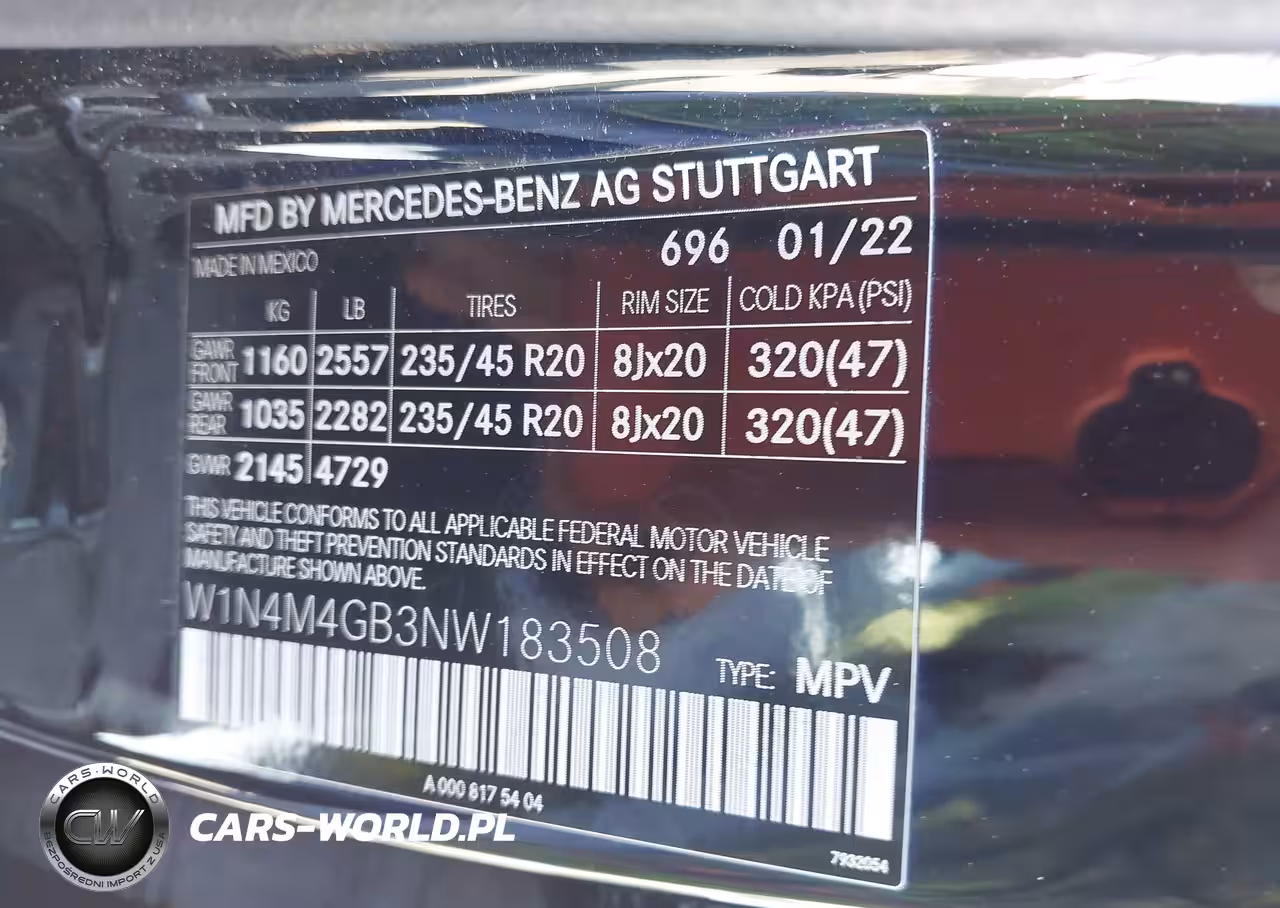 MFD BY MERCEDES-BENZ AG STUTTGART
MADE IN MEXICO 696 01/22
KG LB TIRES RIM SIZE COLD KPA (PSI)
GAWR FRONT 1160 2557 235/45 R20 8Jx20 320(47)
GAWR REAR 1035 2282 235/45 R20 8Jx20 320(47)
GVWR 2145 4729
THIS VEHICLE CONFORMS TO ALL APPLICABLE FEDERAL MOTOR VEHICLE
SAFETY AND THEFT PREVENTION STANDARDS IN EFFECT ON THE DATE OF
MANUFACTURE SHOWN ABOVE.
W1N4M4GB3NW183508
TYPE: MPV
A 000 817 54 04
7932054
CARS-WORLD
CW
BEZPOŚREDNI IMPORT Z USA
CARS-WORLD.PL